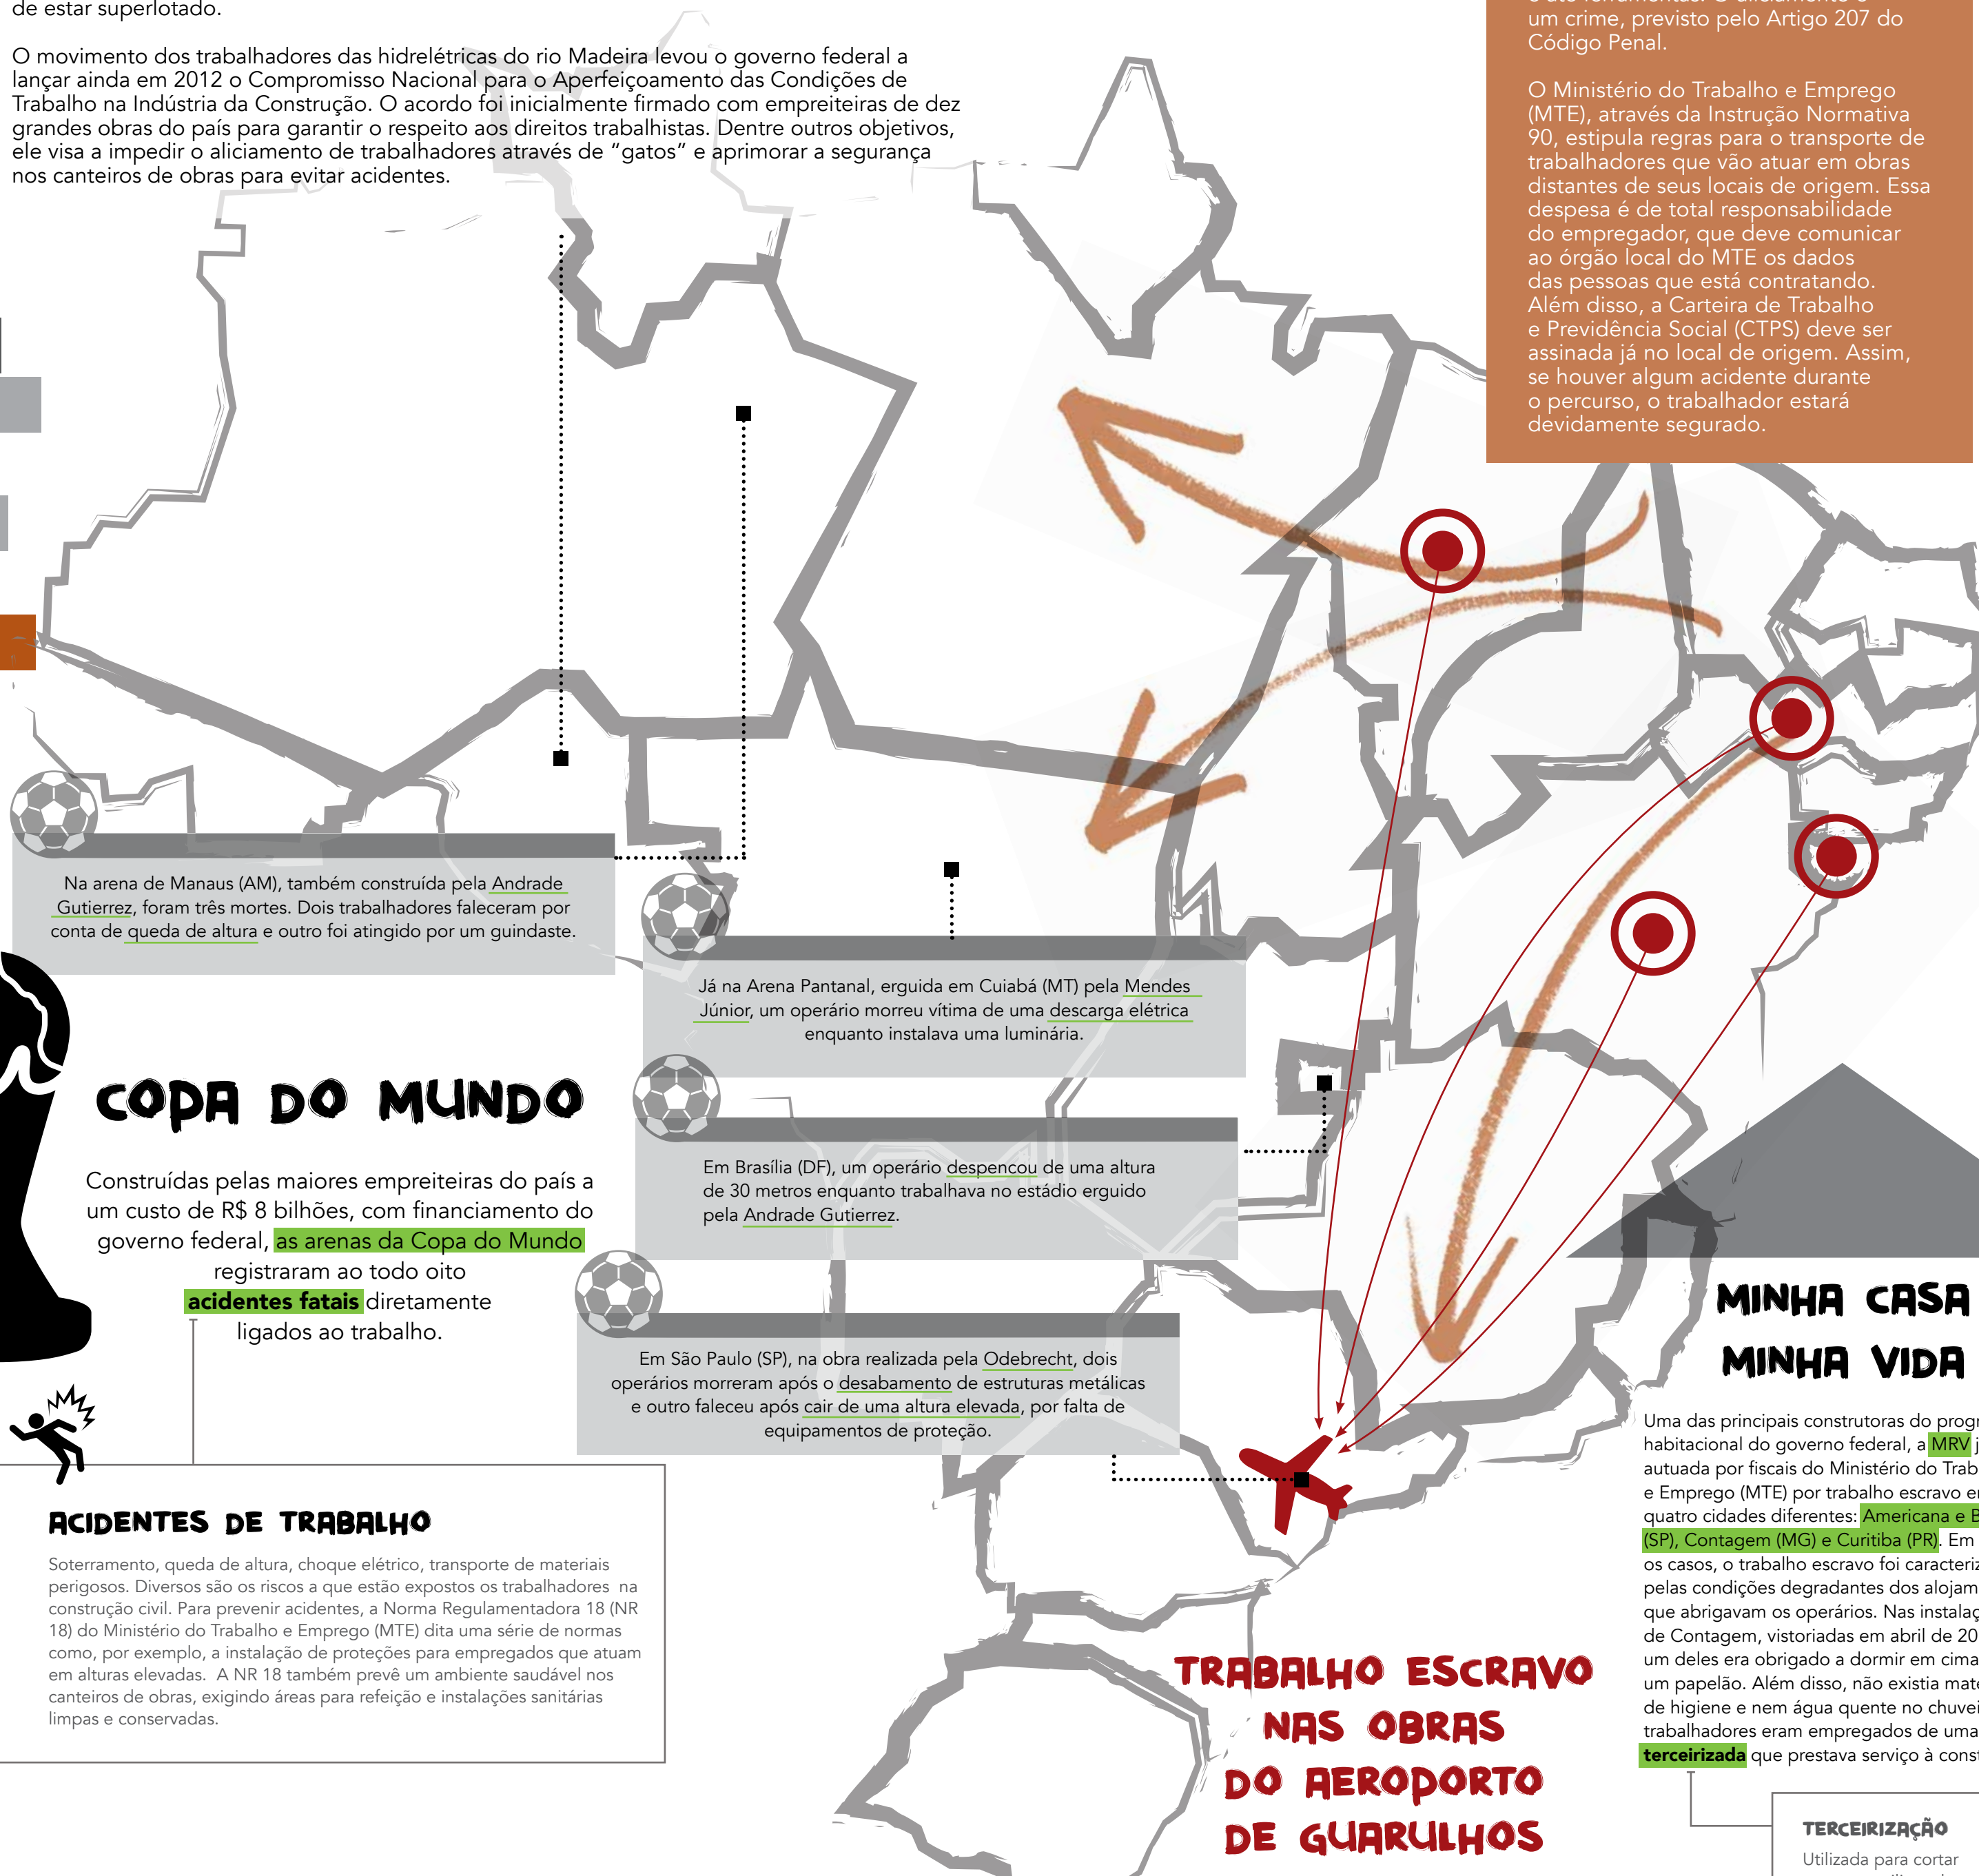 de estar superlotado.
O movimento dos trabalhadores das hidrelétricas do rio Madeira levou o governo federal a
lançar ainda em 2012 o Compromisso Nacional para o Aperfeiçoamento das Condições de
Trabalho na Indústria da Construção. O acordo foi inicialmente firmado com empreiteiras de dez
grandes obras do país para garantir o respeito aos direitos trabalhistas. Dentre outros objetivos,
ele visa a impedir o aliciamento de trabalhadores através de “gatos” e aprimorar a segurança
nos canteiros de obras para evitar acidentes.
um crime, previsto pelo Artigo 207 do
Código Penal.
O Ministério do Trabalho e Emprego
(MTE), através da Instrução Normativa
90, estipula regras para o transporte de
trabalhadores que vão atuar em obras
distantes de seus locais de origem. Essa
despesa é de total responsabilidade
do empregador, que deve comunicar
ao órgão local do MTE os dados
das pessoas que está contratando.
Além disso, a Carteira de Trabalho
e Previdência Social (CTPS) deve ser
assinada já no local de origem. Assim,
se houver algum acidente durante
o percurso, o trabalhador estará
devidamente segurado.
Na arena de Manaus (AM), também construída pela Andrade
Gutierrez, foram três mortes. Dois trabalhadores faleceram por
conta de queda de altura e outro foi atingido por um guindaste.
Já na Arena Pantanal, erguida em Cuiabá (MT) pela Mendes
Júnior, um operário morreu vítima de uma descarga elétrica
enquanto instalava uma luminária.
COPA DO MUNDO
Construídas pelas maiores empreiteiras do país a
um custo de R$ 8 bilhões, com financiamento do
governo federal, as arenas da Copa do Mundo
registraram ao todo oito
acidentes fatais diretamente
ligados ao trabalho.
Em Brasília (DF), um operário despencou de uma altura
de 30 metros enquanto trabalhava no estádio erguido
pela Andrade Gutierrez.
Em São Paulo (SP), na obra realizada pela Odebrecht, dois
operários morreram após o desabamento de estruturas metálicas
e outro faleceu após cair de uma altura elevada, por falta de
equipamentos de proteção.
ACIDENTES DE TRABALHO
Soterramento, queda de altura, choque elétrico, transporte de materiais
perigosos. Diversos são os riscos a que estão expostos os trabalhadores na
construção civil. Para prevenir acidentes, a Norma Regulamentadora 18 (NR
18) do Ministério do Trabalho e Emprego (MTE) dita uma série de normas
como, por exemplo, a instalação de proteções para empregados que atuam
em alturas elevadas. A NR 18 também prevê um ambiente saudável nos
canteiros de obras, exigindo áreas para refeição e instalações sanitárias
limpas e conservadas.
TRABALHO ESCRAVO
NAS OBRAS
DO AEROPORTO
DE GUARULHOS
MINHA CASA
MINHA VIDA
Uma das principais construtoras do
habitacional do governo federal, a MRV
autuada por fiscais do Ministério do
e Emprego (MTE) por trabalho escravo
quatro cidades diferentes: Americana e
(SP), Contagem (MG) e Curitiba (PR). Em
os casos, o trabalho escravo foi
pelas condições degradantes dos
que abrigavam os operários. Nas
de Contagem, vistoriadas em abril de
um deles era obrigado a dormir em cima
um papelão. Além disso, não existia
de higiene e nem água quente no
trabalhadores eram empregados de uma
terceirizada que prestava serviço à
TERCEIRIZAÇÃO
Utilizada para cortar